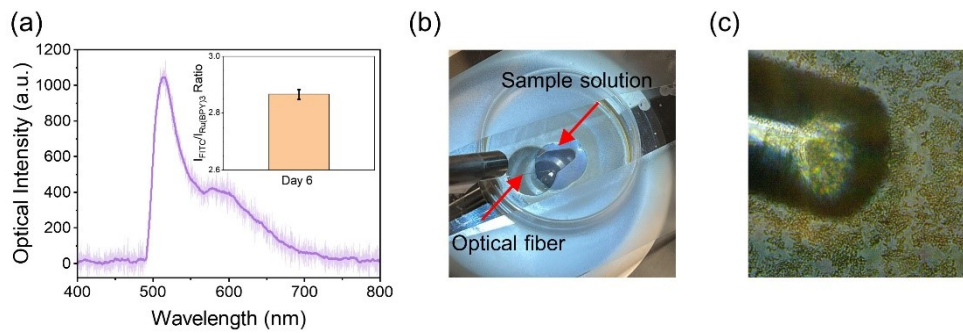 (a)
(b)
(c)
Optical Intensity (a.u.)
1200
1000
800
600
400
200
0
400
500
600
700
800
Wavelength (nm)
I_FITC/I_Ru(BPY)3 Ratio
3.0
2.8
2.6
Day 6
Sample solution
Optical fiber